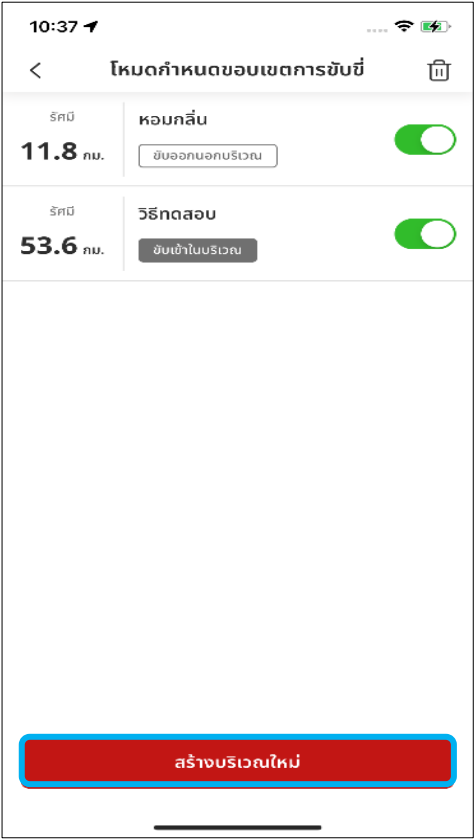 10:37
โหมดกำหนดขอบเขตการขับขี่
รัศมี
11.8 กม.
หอมกลิ่น
ขับออกนอกบริเวณ
รัศมี
53.6 กม.
วิธีทดสอบ
ขับเข้าในบริเวณ
สร้างบริเวณใหม่